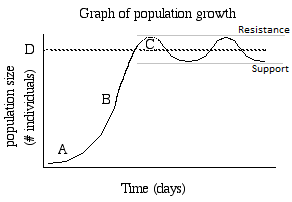 Graph of population growth
Resistance
D
C
Support
B
A
population size
(# individuals)
Time (days)